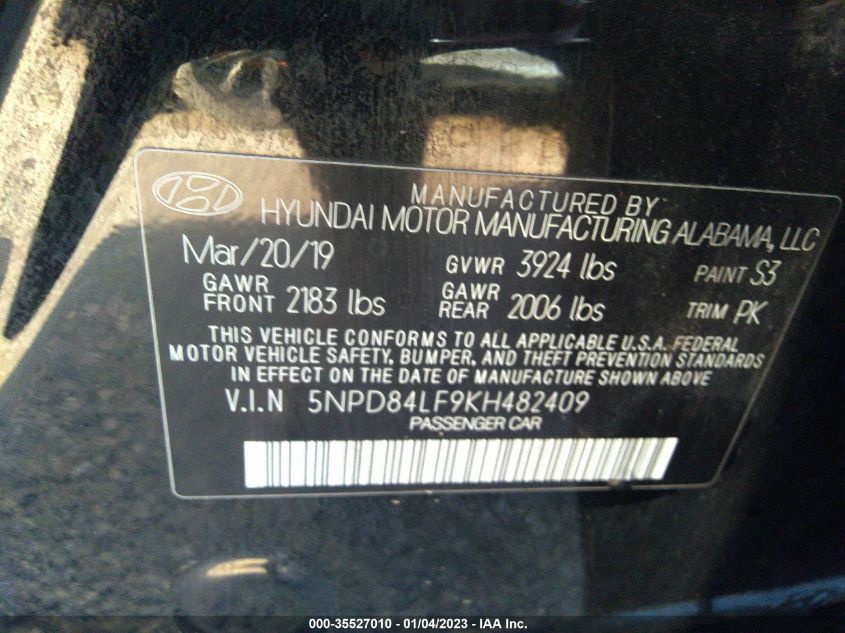 MANUFACTURED BY
HYUNDAI MOTOR MANUFACTURING ALABAMA, LLC
Mar/20/19 GVWR 3924 lbs PAINT S3
GAWR FRONT 2183 lbs GAWR REAR 2006 lbs TRIM PK
THIS VEHICLE CONFORMS TO ALL APPLICABLE U.S.A. FEDERAL
MOTOR VEHICLE SAFETY, BUMPER, AND THEFT PREVENTION STANDARDS
IN EFFECT ON THE DATE OF MANUFACTURE SHOWN ABOVE
V.I.N 5NPD84LF9KH482409
PASSENGER CAR
000-35527010 - 01/04/2023 - IAA Inc.